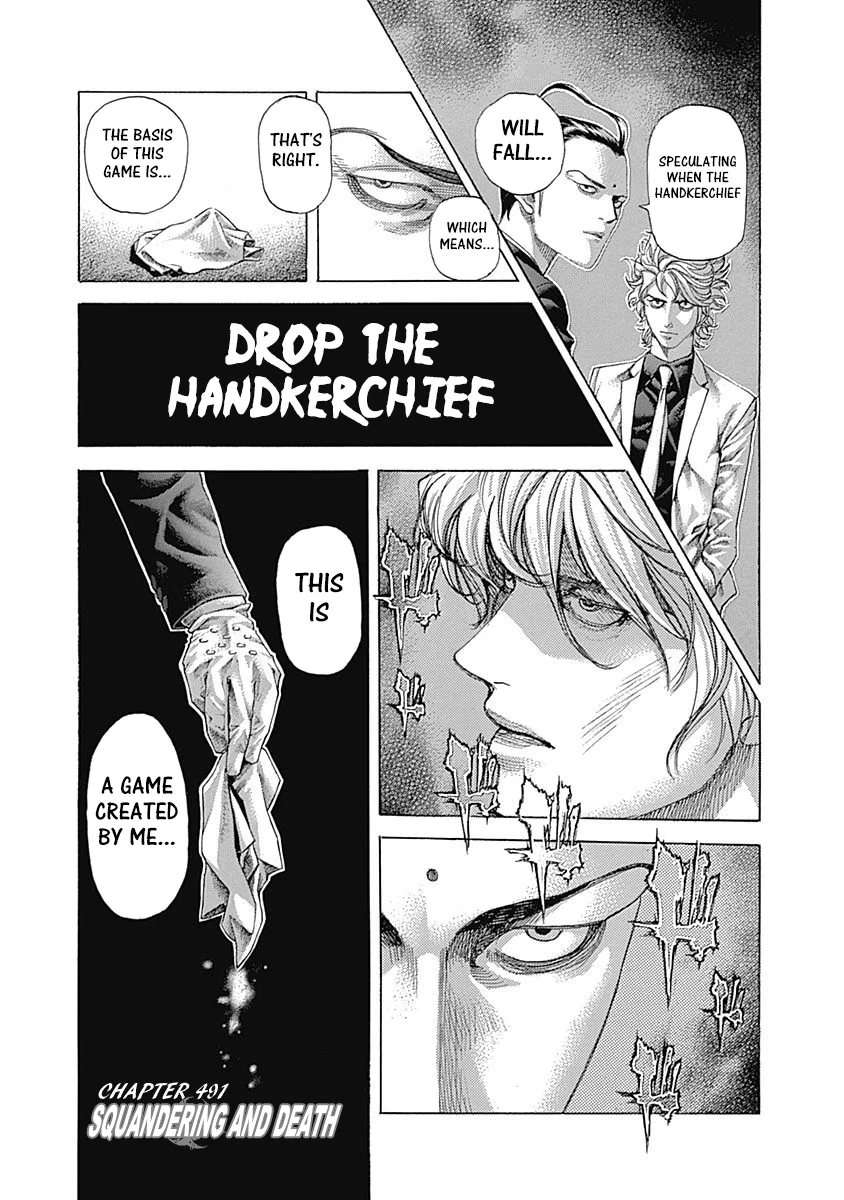 SPECULATING
WHEN THE
HANDKERCHIEF
WILL
FALL...
WHICH
MEANS...
THAT'S
RIGHT.
THE BASIS
OF THIS
GAME IS...
DROP THE
HANDKERCHIEF
THIS
IS
A GAME
CREATED
BY ME...
CHAPTER 491
SQUANDERING AND DEATH